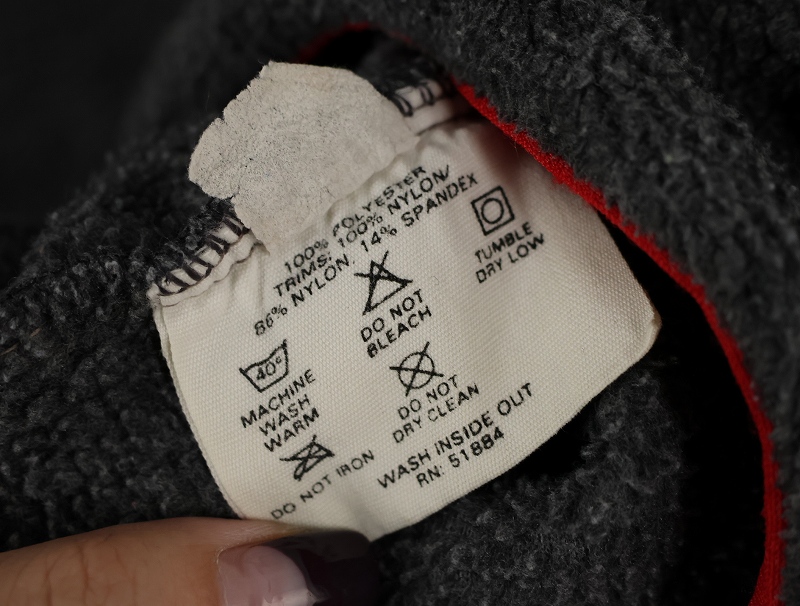 100% POLYESTER
TRIMS: 100% NYLON/
86% NYLON, 14% SPANDEX
40°
MACHINE
WASH
WARM
DO NOT
BLEACH
TUMBLE
DRY LOW
DO NOT IRON
DO NOT
DRY CLEAN
WASH INSIDE OUT
RN: 51884